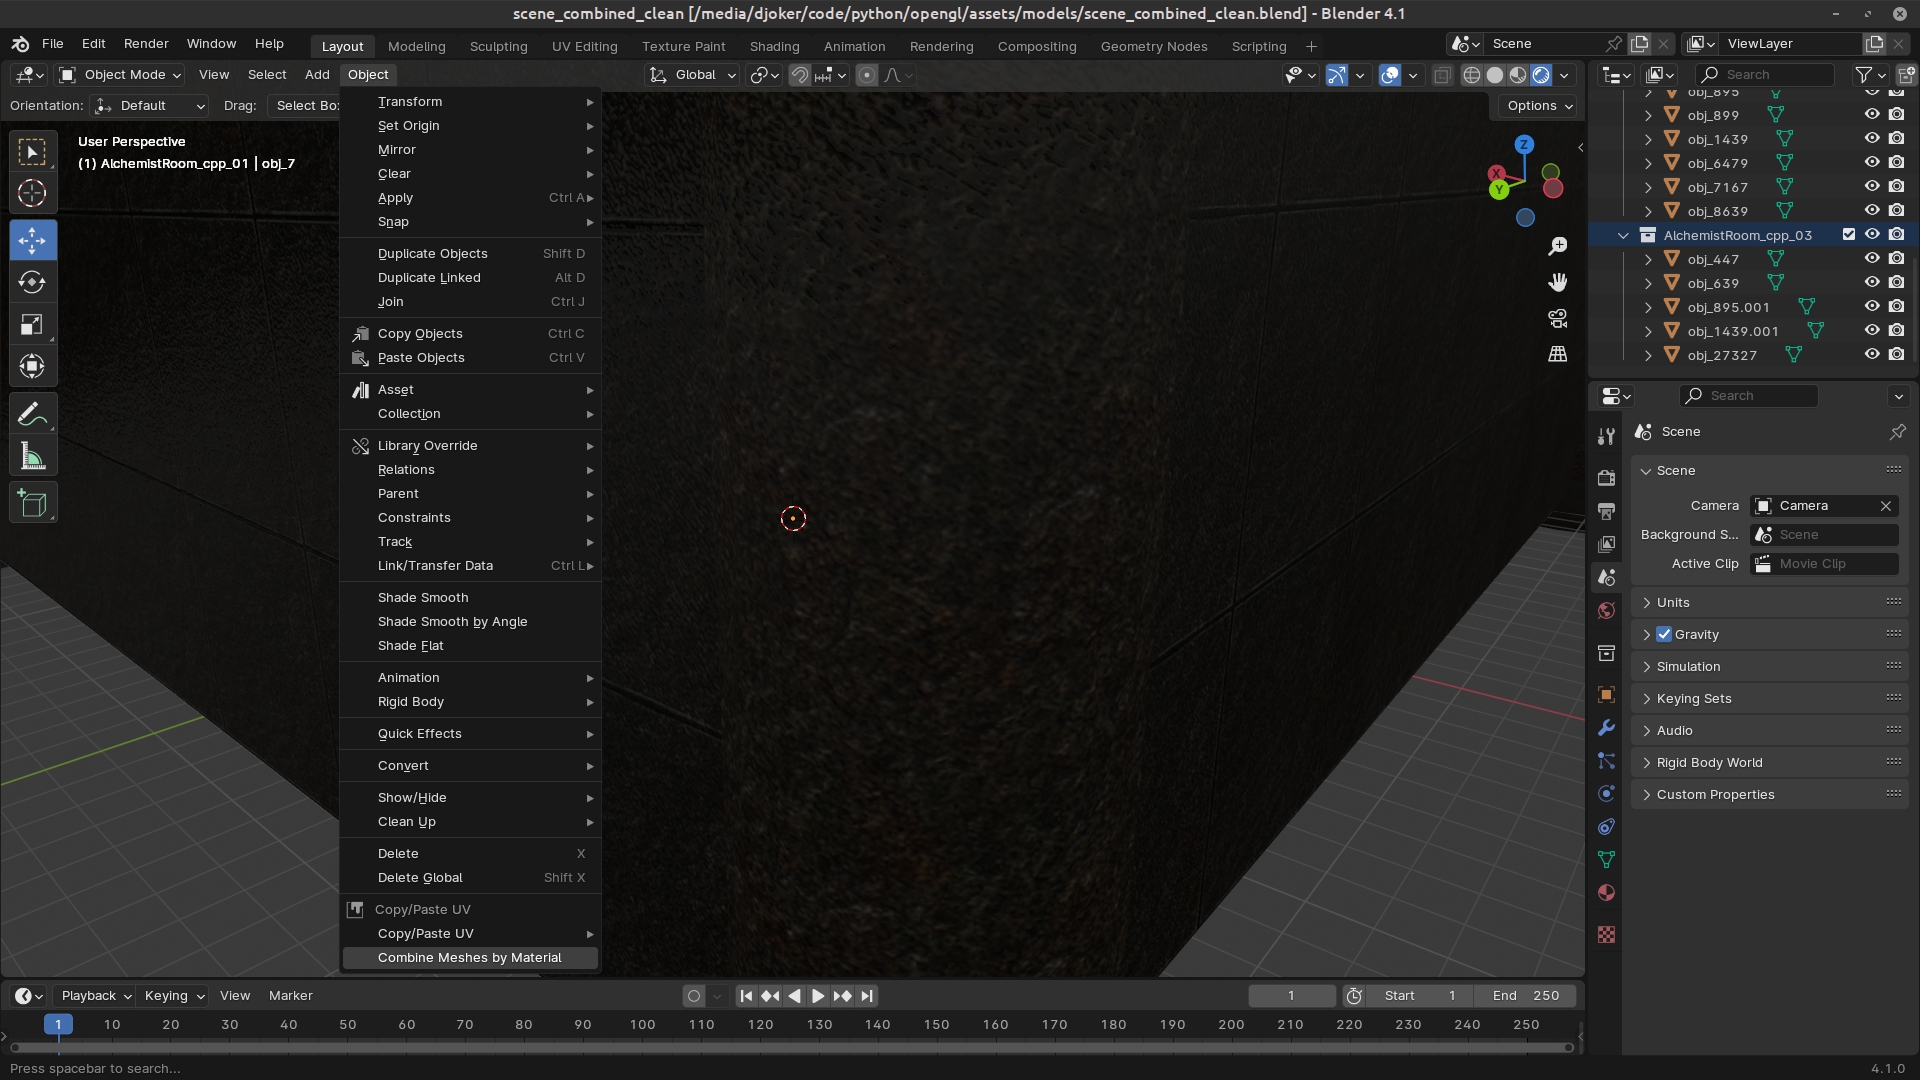 scene_combined_clean [/media/djoker/code/python/opengl/assets/models/scene_combined_clean.blend] - Blender 4.1
File Edit Render Window Help Layout Modeling Sculpting UV Editing Texture Paint Shading Animation Rendering Compositing Geometry Nodes Scripting + Scene ViewLayer
Object Mode View Select Add Object Global Search
Orientation: Default Drag: Select Bo Options
User Perspective
(1) AlchemistRoom_cpp_01 | obj_7
Transform
Set Origin
Mirror
Clear
Apply Ctrl A
Snap
Duplicate Objects Shift D
Duplicate Linked Alt D
Join Ctrl J
Copy Objects Ctrl C
Paste Objects Ctrl V
Asset
Collection
Library Override
Relations
Parent
Constraints
Track
Link/Transfer Data Ctrl L
Shade Smooth
Shade Smooth by Angle
Shade Flat
Animation
Rigid Body
Quick Effects
Convert
Show/Hide
Clean Up
Delete X
Delete Global Shift X
Copy/Paste UV
Copy/Paste UV
Combine Meshes by Material
Z
X
Y
obj_895
obj_899
obj_1439
obj_6479
obj_7167
obj_8639
AlchemistRoom_cpp_03
obj_447
obj_639
obj_895.001
obj_1439.001
obj_27327
Search
Scene
Scene
Camera Camera
Background S... Scene
Active Clip Movie Clip
Units
Gravity
Simulation
Keying Sets
Audio
Rigid Body World
Custom Properties
Playback Keying View Marker 1 Start 1 End 250
1 10 20 30 40 50 60 70 80 90 100 110 120 130 140 150 160 170 180 190 200 210 220 230 240 250
Press spacebar to search... 4.1.0